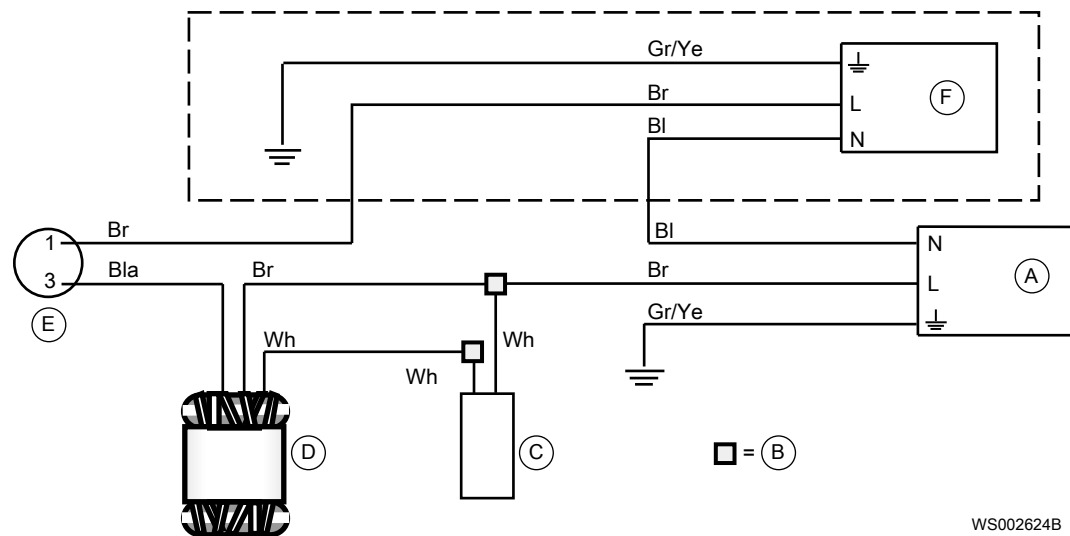 Gr/Ye
Br
L
F
Bl
N
1
Br
Bl
N
3
Bla
Br
Br
L
A
E
Gr/Ye
Wh
Wh
Wh
D
C
= B
WS002624B